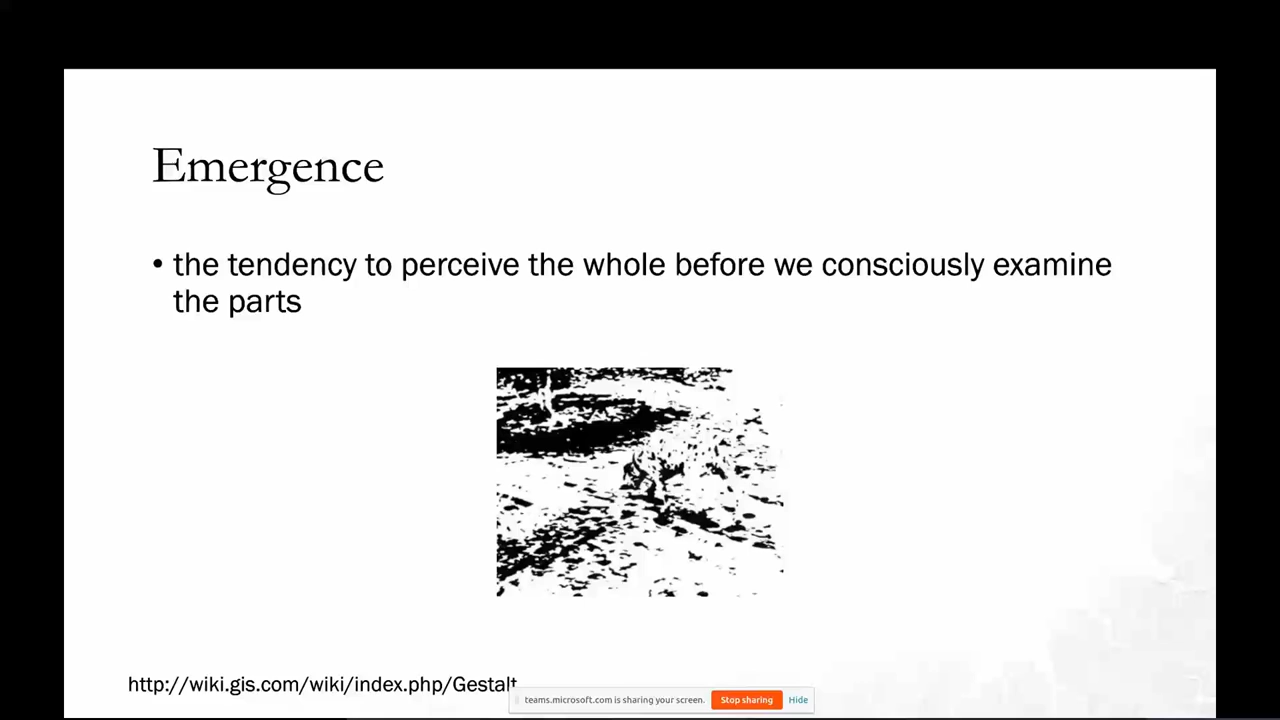 Emergence
• the tendency to perceive the whole before we consciously examine
the parts
http://wiki.gis.com/wiki/index.php/Gestalt
teams.microsoft.com is sharing your screen. Stop sharing Hide